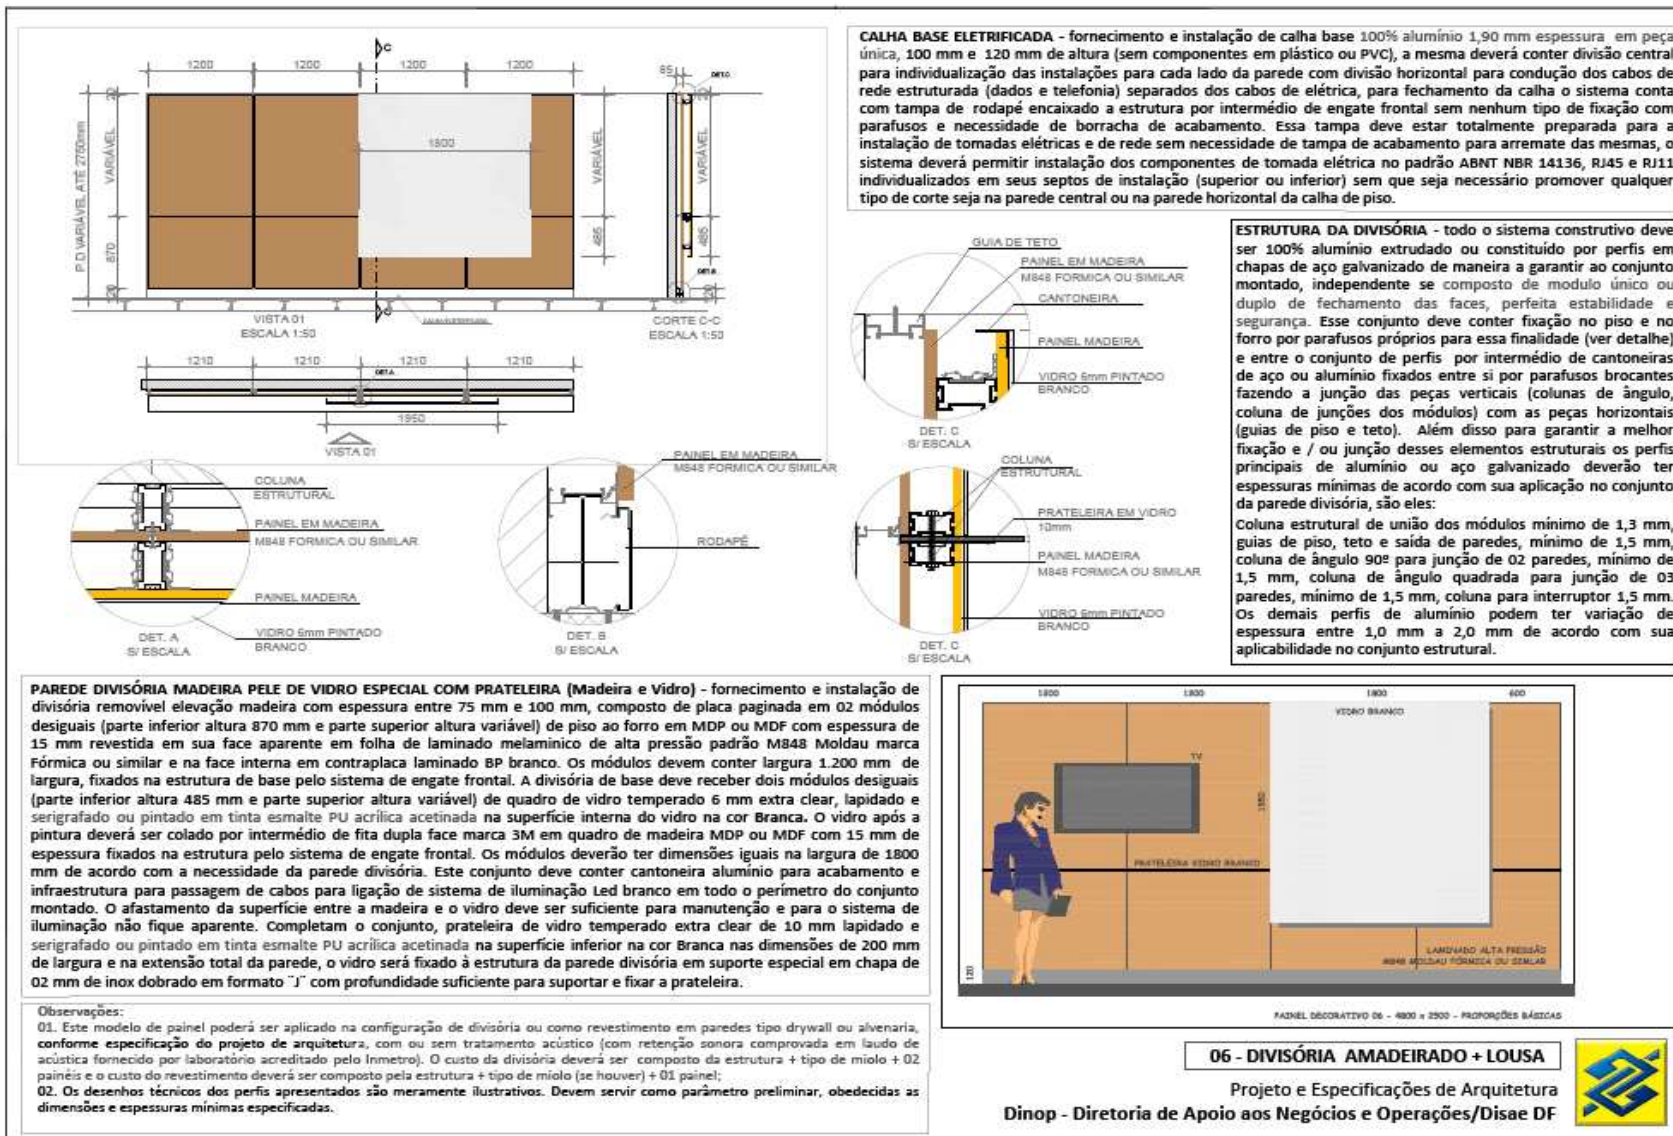 C
1200 1200 1200 1200
85
DET.C
P.D VARIÁVEL ATÉ 2750mm
VARIÁVEL
870
120
1800
VARIÁVEL
485
VARIÁVEL
485
DET.B
120
C
VISTA 01
ESCALA 1:50
CORTE C-C
ESCALA 1:50
1210 1210 1210 1210
DET.A
1950
VISTA 01
CALHA BASE ELETRIFICADA - fornecimento e instalação de calha base 100% alumínio 1,90 mm espessura em peça
única, 100 mm e 120 mm de altura (sem componentes em plástico ou PVC), a mesma deverá conter divisão central
para individualização das instalações para cada lado da parede com divisão horizontal para condução dos cabos de
rede estruturada (dados e telefonia) separados dos cabos de elétrica, para fechamento da calha o sistema conta
com tampa de rodapé encaixado a estrutura por intermédio de engate frontal sem nenhum tipo de fixação com
parafusos e necessidade de borracha de acabamento. Essa tampa deve estar totalmente preparada para a
instalação de tomadas elétricas e de rede sem necessidade de tampa de acabamento para arremate das mesmas, o
sistema deverá permitir instalação dos componentes de tomada elétrica no padrão ABNT NBR 14136, RJ45 e RJ11
individualizados em seus septos de instalação (superior ou inferior) sem que seja necessário promover qualquer
tipo de corte seja na parede central ou na parede horizontal da calha de piso.
GUIA DE TETO
PAINEL EM MADEIRA
M848 FORMICA OU SIMILAR
CANTONEIRA
PAINEL MADEIRA
VIDRO 6mm PINTADO
BRANCO
DET. C
S/ ESCALA
ESTRUTURA DA DIVISÓRIA - todo o sistema construtivo deve
ser 100% alumínio extrudado ou constituído por perfis em
chapas de aço galvanizado de maneira a garantir ao conjunto
montado, independente se composto de modulo único ou
duplo de fechamento das faces, perfeita estabilidade e
segurança. Esse conjunto deve conter fixação no piso e no
forro por parafusos próprios para essa finalidade (ver detalhe)
e entre o conjunto de perfis por intermédio de cantoneiras
de aço ou alumínio fixados entre si por parafusos brocantes
fazendo a junção das peças verticais (colunas de ângulo,
coluna de junções dos módulos) com as peças horizontais
(guias de piso e teto). Além disso para garantir a melhor
fixação e / ou junção desses elementos estruturais os perfis
principais de alumínio ou aço galvanizado deverão ter
espessuras mínimas de acordo com sua aplicação no conjunto
da parede divisória, são eles:
Coluna estrutural de união dos módulos mínimo de 1,3 mm,
guias de piso, teto e saída de paredes, mínimo de 1,5 mm,
coluna de ângulo 90º para junção de 02 paredes, mínimo de
1,5 mm, coluna de ângulo quadrada para junção de 03
paredes, mínimo de 1,5 mm, coluna para interruptor 1,5 mm.
Os demais perfis de alumínio podem ter variação de
espessura entre 1,0 mm a 2,0 mm de acordo com sua
aplicabilidade no conjunto estrutural.
COLUNA
ESTRUTURAL
PAINEL EM MADEIRA
M848 FORMICA OU SIMILAR
PAINEL MADEIRA
VIDRO 6mm PINTADO
BRANCO
DET. A
S/ ESCALA
PAINEL EM MADEIRA
M848 FORMICA OU SIMILAR
RODAPÉ
DET. B
S/ ESCALA
COLUNA
ESTRUTURAL
PRATELEIRA EM VIDRO
10mm
PAINEL MADEIRA
M848 FORMICA OU SIMILAR
VIDRO 6mm PINTADO
BRANCO
DET. C
S/ ESCALA
PAREDE DIVISÓRIA MADEIRA PELE DE VIDRO ESPECIAL COM PRATELEIRA (Madeira e Vidro) - fornecimento e instalação de
divisória removível elevação madeira com espessura entre 75 mm e 100 mm, composto de placa paginada em 02 módulos
desiguais (parte inferior altura 870 mm e parte superior altura variável) de piso ao forro em MDP ou MDF com espessura de
15 mm revestida em sua face aparente em folha de laminado melaminico de alta pressão padrão M848 Moldau marca
Fórmica ou similar e na face interna em contraplaca laminado BP branco. Os módulos devem conter largura 1.200 mm de
largura, fixados na estrutura de base pelo sistema de engate frontal. A divisória de base deve receber dois módulos desiguais
(parte inferior altura 485 mm e parte superior altura variável) de quadro de vidro temperado 6 mm extra clear, lapidado e
serigrafado ou pintado em tinta esmalte PU acrílica acetinada na superfície interna do vidro na cor Branca. O vidro após a
pintura deverá ser colado por intermédio de fita dupla face marca 3M em quadro de madeira MDP ou MDF com 15 mm de
espessura fixados na estrutura pelo sistema de engate frontal. Os módulos deverão ter dimensões iguais na largura de 1800
mm de acordo com a necessidade da parede divisória. Este conjunto deve conter cantoneira alumínio para acabamento e
infraestrutura para passagem de cabos para ligação de sistema de iluminação Led branco em todo o perímetro do conjunto
montado. O afastamento da superfície entre a madeira e o vidro deve ser suficiente para manutenção e para o sistema de
iluminação não fique aparente. Completam o conjunto, prateleira de vidro temperado extra clear de 10 mm lapidado e
serigrafado ou pintado em tinta esmalte PU acrílica acetinada na superfície inferior na cor Branca nas dimensões de 200 mm
de largura e na extensão total da parede, o vidro será fixado à estrutura da parede divisória em suporte especial em chapa de
02 mm de inox dobrado em formato ¨J¨ com profundidade suficiente para suportar e fixar a prateleira.
1800 1800 1800 600
VIDRO BRANCO
TV
PRATELEIRA VIDRO BRANCO
LAMINADO ALTA PRESSÃO
M848 MOLDAU FÓRMICA OU SIMILAR
120
PAINEL DECORATIVO 06 - 4800 x 2500 - PROPORÇÕES BÁSICAS
Observações:
01. Este modelo de painel poderá ser aplicado na configuração de divisória ou como revestimento em paredes tipo drywall ou alvenaria,
conforme especificação do projeto de arquitetura, com ou sem tratamento acústico (com retenção sonora comprovada em laudo de
acústica fornecido por laboratório acreditado pelo Inmetro). O custo da divisória deverá ser composto da estrutura + tipo de miolo + 02
painéis e o custo do revestimento deverá ser composto pela estrutura + tipo de miolo (se houver) + 01 painel;
02. Os desenhos técnicos dos perfis apresentados são meramente ilustrativos. Devem servir como parâmetro preliminar, obedecidas as
dimensões e espessuras mínimas especificadas.
06 - DIVISÓRIA AMADEIRADO + LOUSA
Projeto e Especificações de Arquitetura
Dinop - Diretoria de Apoio aos Negócios e Operações/Disae DF